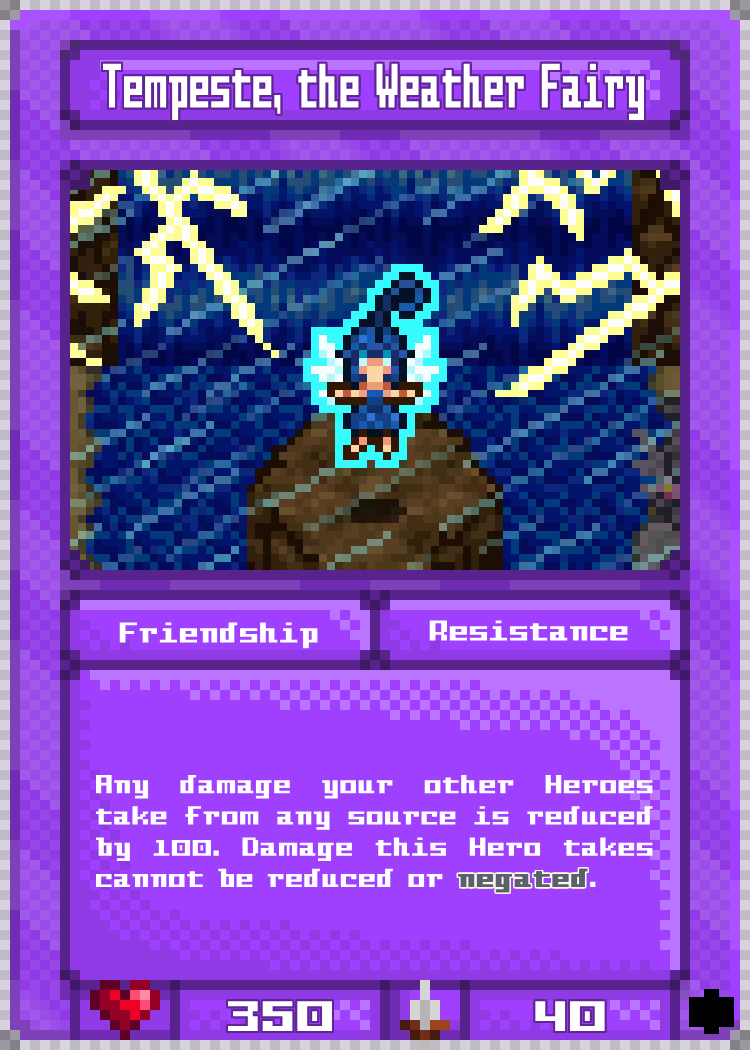 Tempeste, the Weather Fairy
Friendship
Resistance
Any damage your other Heroes
take from any source is reduced
by 100. Damage this Hero takes
cannot be reduced or negated.
350
40